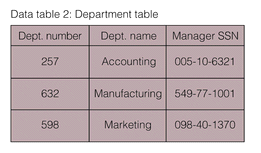 Data table 2: Department table
Dept. number Dept. name Manager SSN
257 Accounting 005-10-6321
632 Manufacturing 549-77-1001
598 Marketing 098-40-1370